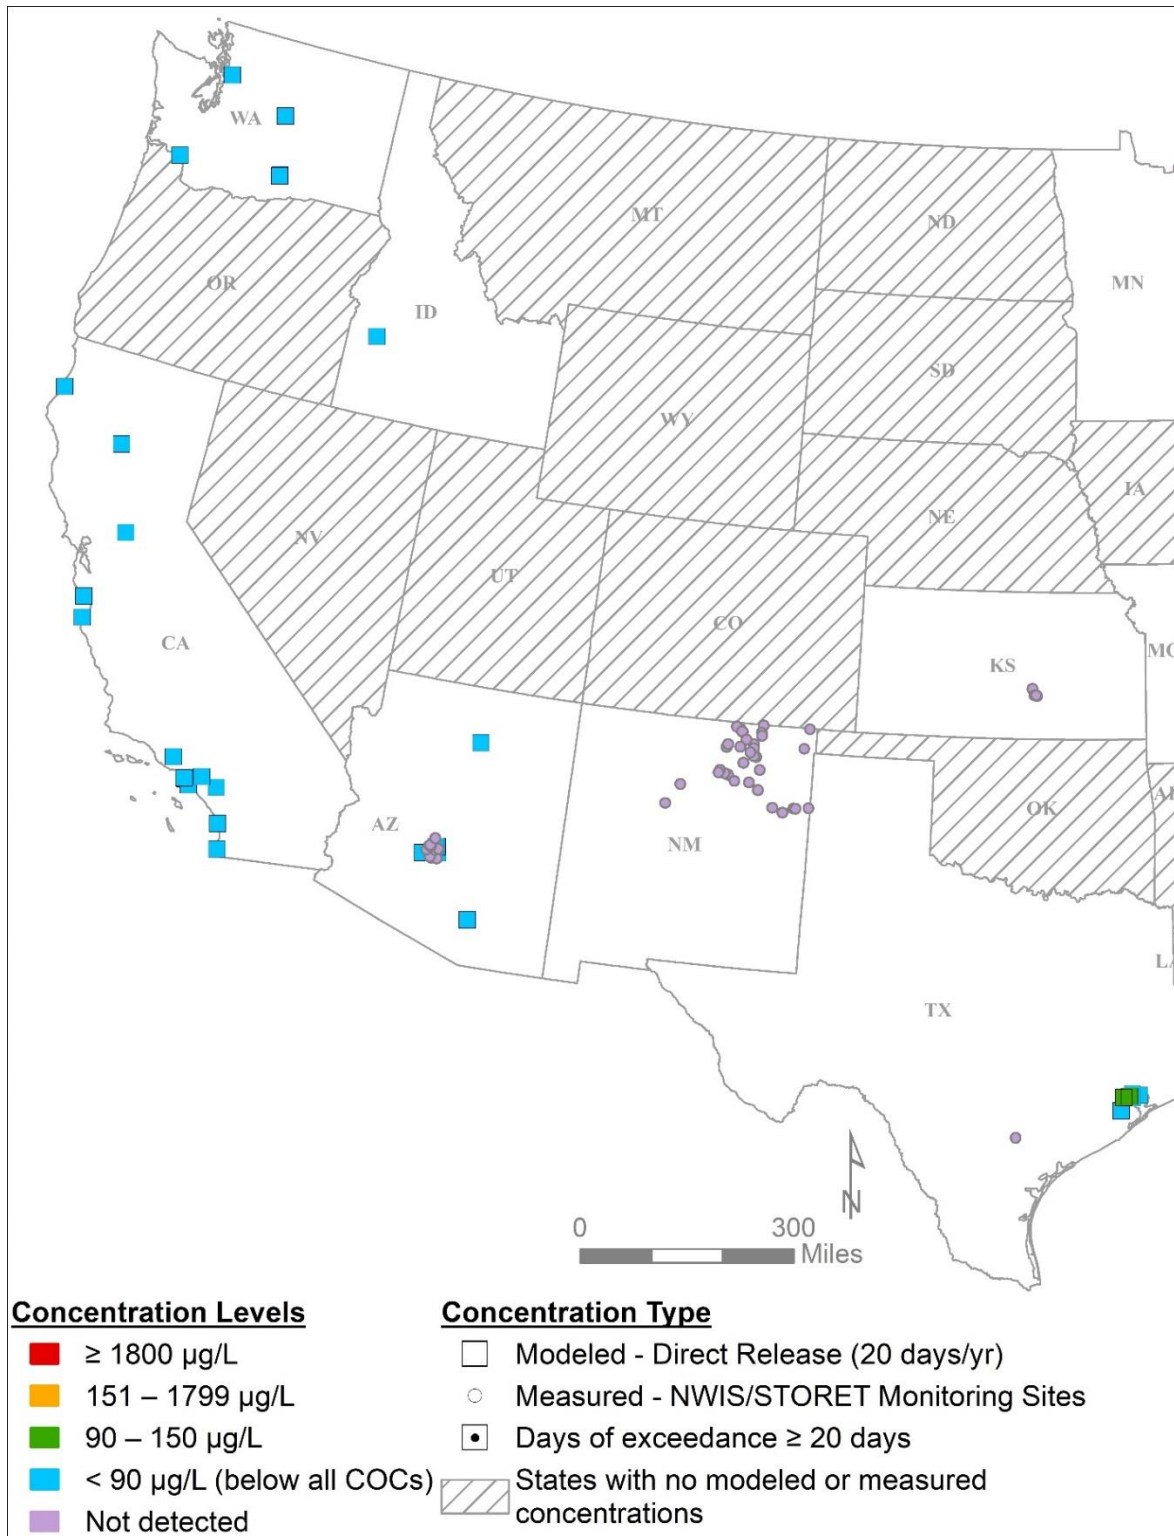 WA
MT
ND
MN
OR
ID
SD
WY
IA
NE
NV
UT
CO
CA
KS
MO
AZ
NM
OK
TX
LA
N
0 300
Miles
Concentration Levels
≥ 1800 µg/L
151 – 1799 µg/L
90 – 150 µg/L
< 90 µg/L (below all COCs)
Not detected
Concentration Type
Modeled - Direct Release (20 days/yr)
Measured - NWIS/STORET Monitoring Sites
Days of exceedance ≥ 20 days
States with no modeled or measured
concentrations